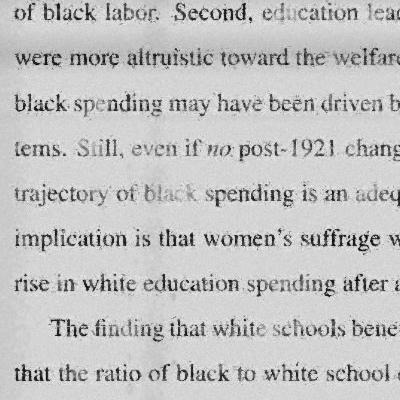 of black labor. Second, education lead
were more altruistic toward the welfare
black spending may have been driven b
tems. Still, even if no post-1921 chang
trajectory of black spending is an adeq
implication is that women's suffrage w
rise in white education spending after a
The finding that white schools bene
that the ratio of black to white school